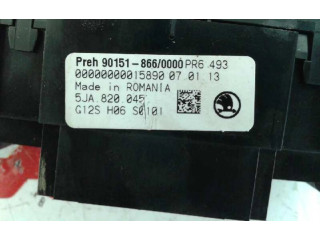 Preh 90151-866/0000 PR6.493
00000000015890 07.01.13
Made in ROMANIA
5JA 820 045
G12S H06 S0101